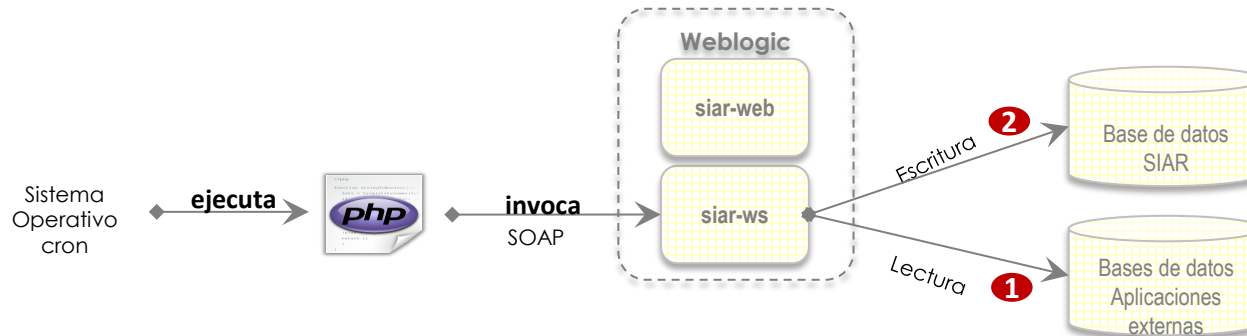 Weblogic
siar-web
siar-ws
Sistema
Operativo
cron
ejecuta
php
invoca
SOAP
Escritura
2
Lectura
1
Base de datos
SIAR
Bases de datos
Aplicaciones
externas